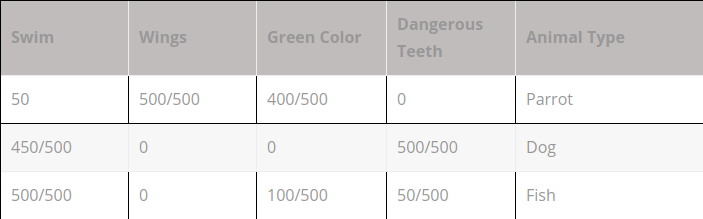 Swim Wings Green Color Dangerous Teeth Animal Type
50 500/500 400/500 0 Parrot
450/500 0 0 500/500 Dog
500/500 0 100/500 50/500 Fish